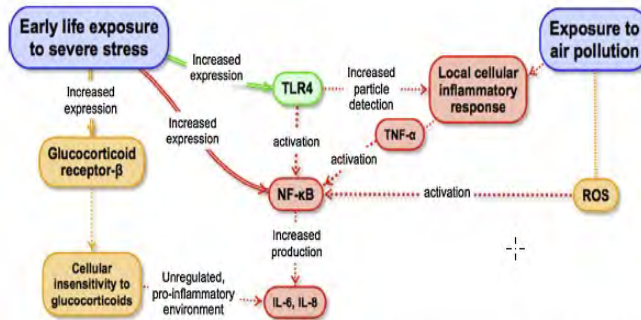 Early life exposure
to severe stress
Exposure to
air pollution
Increased
expression
TLR4
Increased
particle
detection
Local cellular
inflammatory
response
Increased
expression
Increased
expression
TNF-α
activation
activation
Glucocorticoid
receptor-β
NF-κB
activation
ROS
Increased
production
Cellular
insensitivity to
glucocorticoids
Unregulated,
pro-inflammatory
environment
IL-6, IL-8